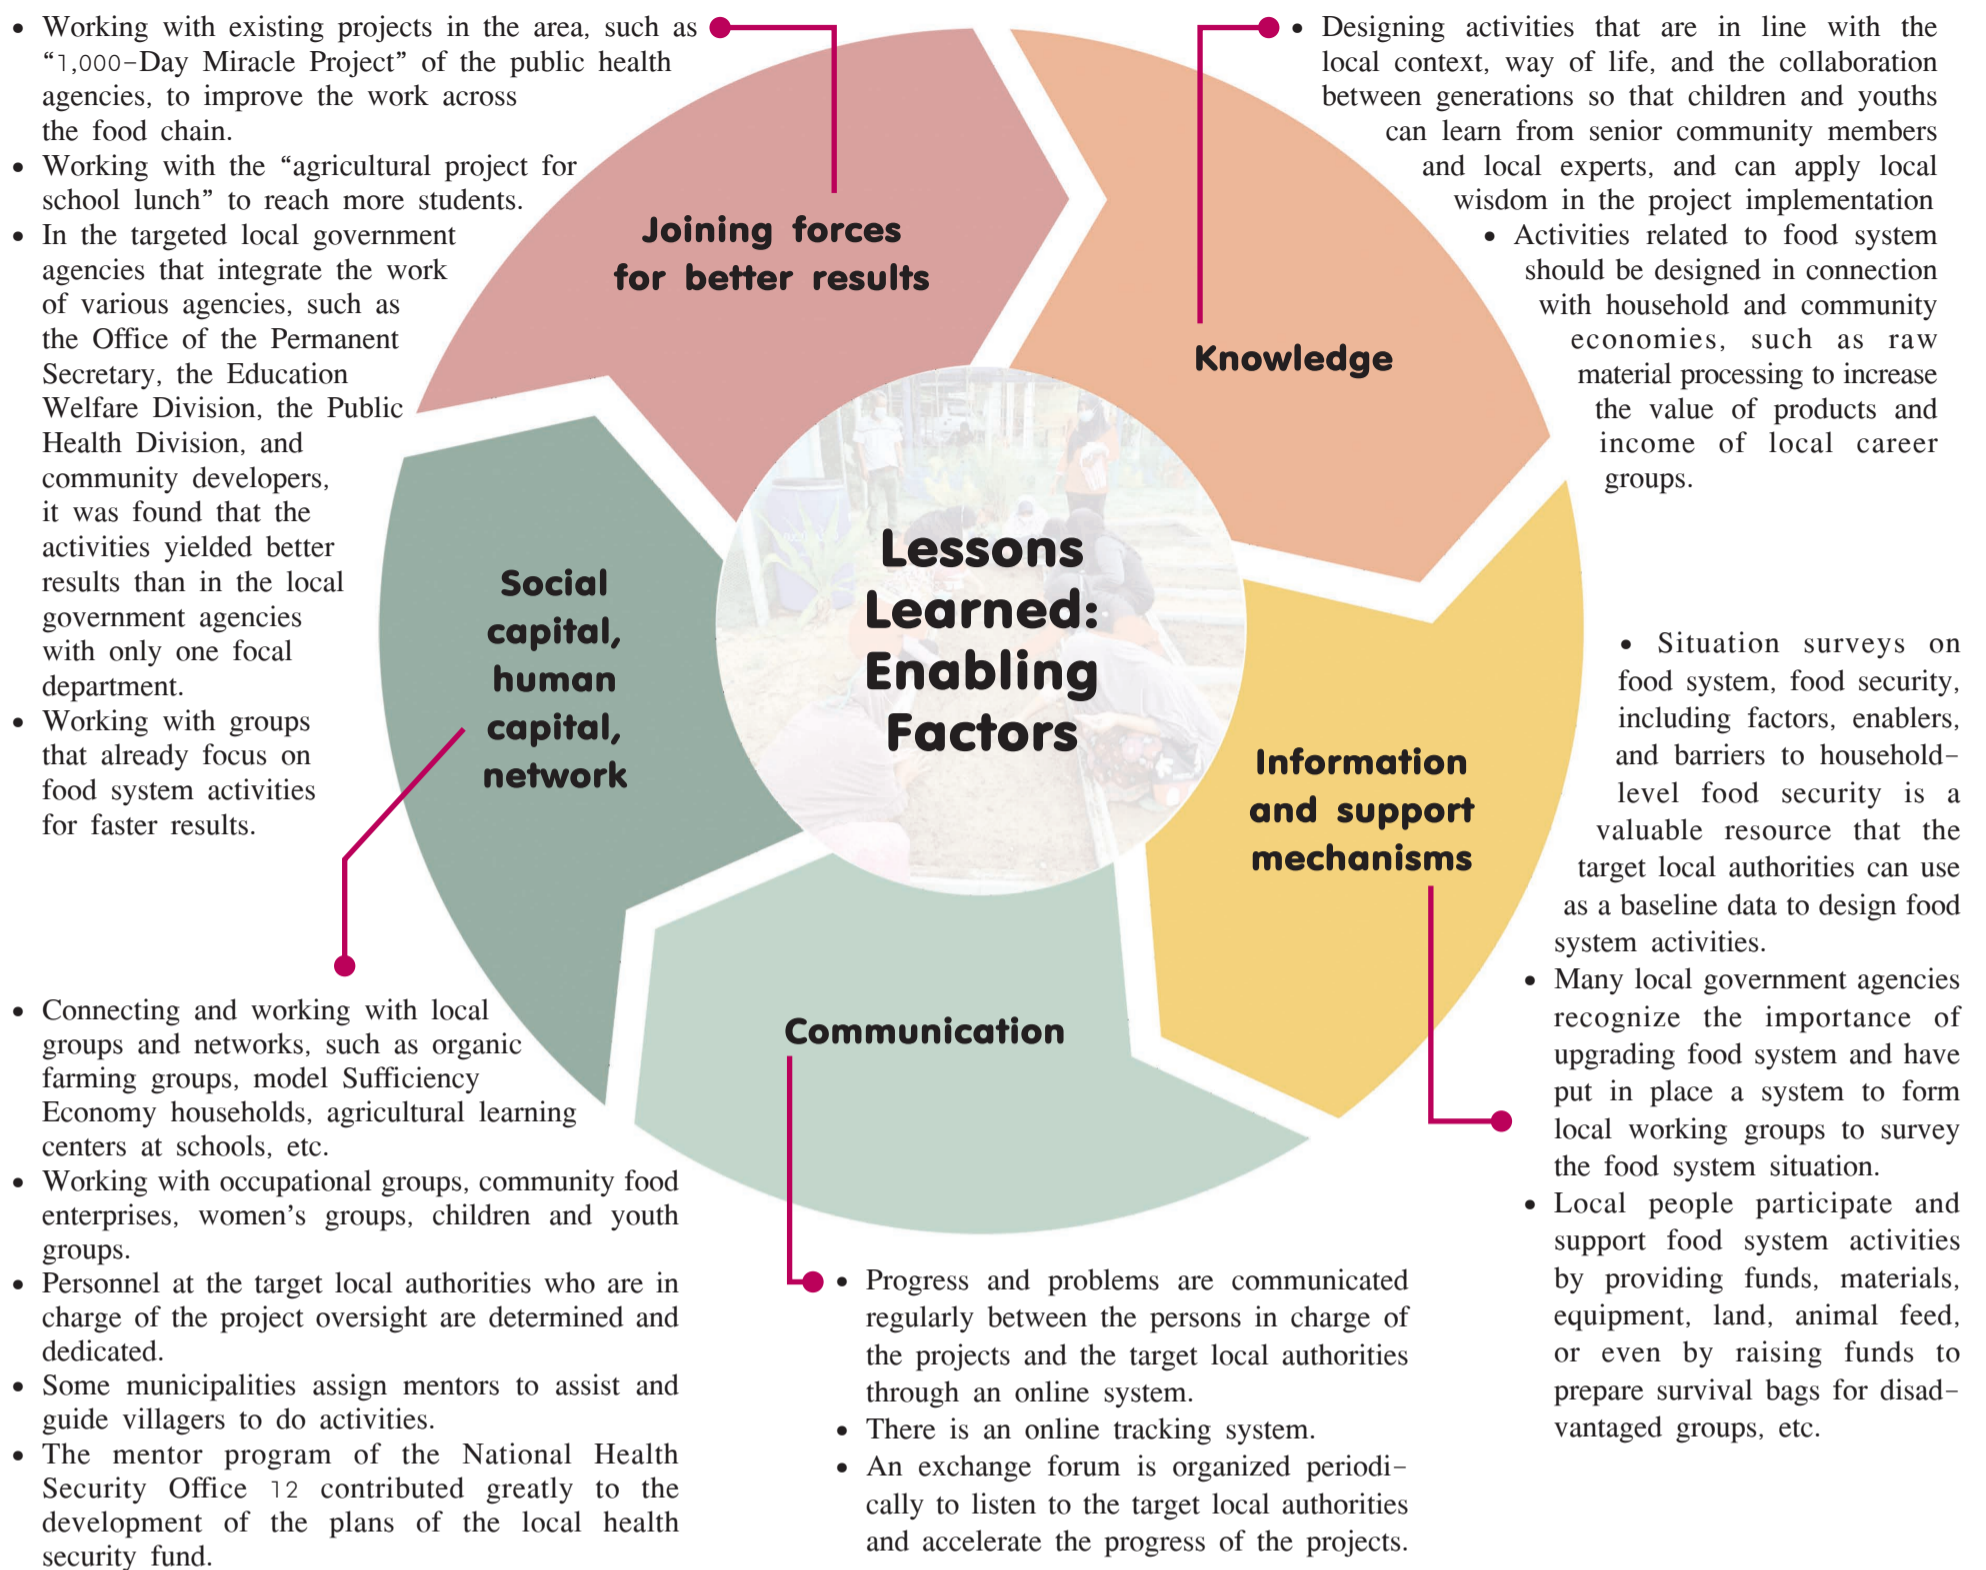 • Working with existing projects in the area, such as
“1,000–Day Miracle Project” of the public health
agencies, to improve the work across
the food chain.
• Working with the “agricultural project for
school lunch” to reach more students.
• In the targeted local government
agencies that integrate the work
of various agencies, such as
the Office of the Permanent
Secretary, the Education
Welfare Division, the Public
Health Division, and
community developers,
it was found that the
activities yielded better
results than in the local
government agencies
with only one focal
department.
• Working with groups
that already focus on
food system activities
for faster results.
Joining forces
for better results
Knowledge
• Designing activities that are in line with the
local context, way of life, and the collaboration
between generations so that children and youths
can learn from senior community members
and local experts, and can apply local
wisdom in the project implementation
• Activities related to food system
should be designed in connection
with household and community
economies, such as raw
material processing to increase
the value of products and
income of local career
groups.
Lessons
Learned:
Enabling
Factors
Social
capital,
human
capital,
network
Information
and support
mechanisms
• Situation surveys on
food system, food security,
including factors, enablers,
and barriers to household–
level food security is a
valuable resource that the
target local authorities can use
as a baseline data to design food
system activities.
• Many local government agencies
recognize the importance of
upgrading food system and have
put in place a system to form
local working groups to survey
the food system situation.
• Local people participate and
support food system activities
by providing funds, materials,
equipment, land, animal feed,
or even by raising funds to
prepare survival bags for disad–
vantaged groups, etc.
• Connecting and working with local
groups and networks, such as organic
farming groups, model Sufficiency
Economy households, agricultural learning
centers at schools, etc.
• Working with occupational groups, community food
enterprises, women’s groups, children and youth
groups.
• Personnel at the target local authorities who are in
charge of the project oversight are determined and
dedicated.
• Some municipalities assign mentors to assist and
guide villagers to do activities.
• The mentor program of the National Health
Security Office 12 contributed greatly to the
development of the plans of the local health
security fund.
Communication
• Progress and problems are communicated
regularly between the persons in charge of
the projects and the target local authorities
through an online system.
• There is an online tracking system.
• An exchange forum is organized periodi–
cally to listen to the target local authorities
and accelerate the progress of the projects.